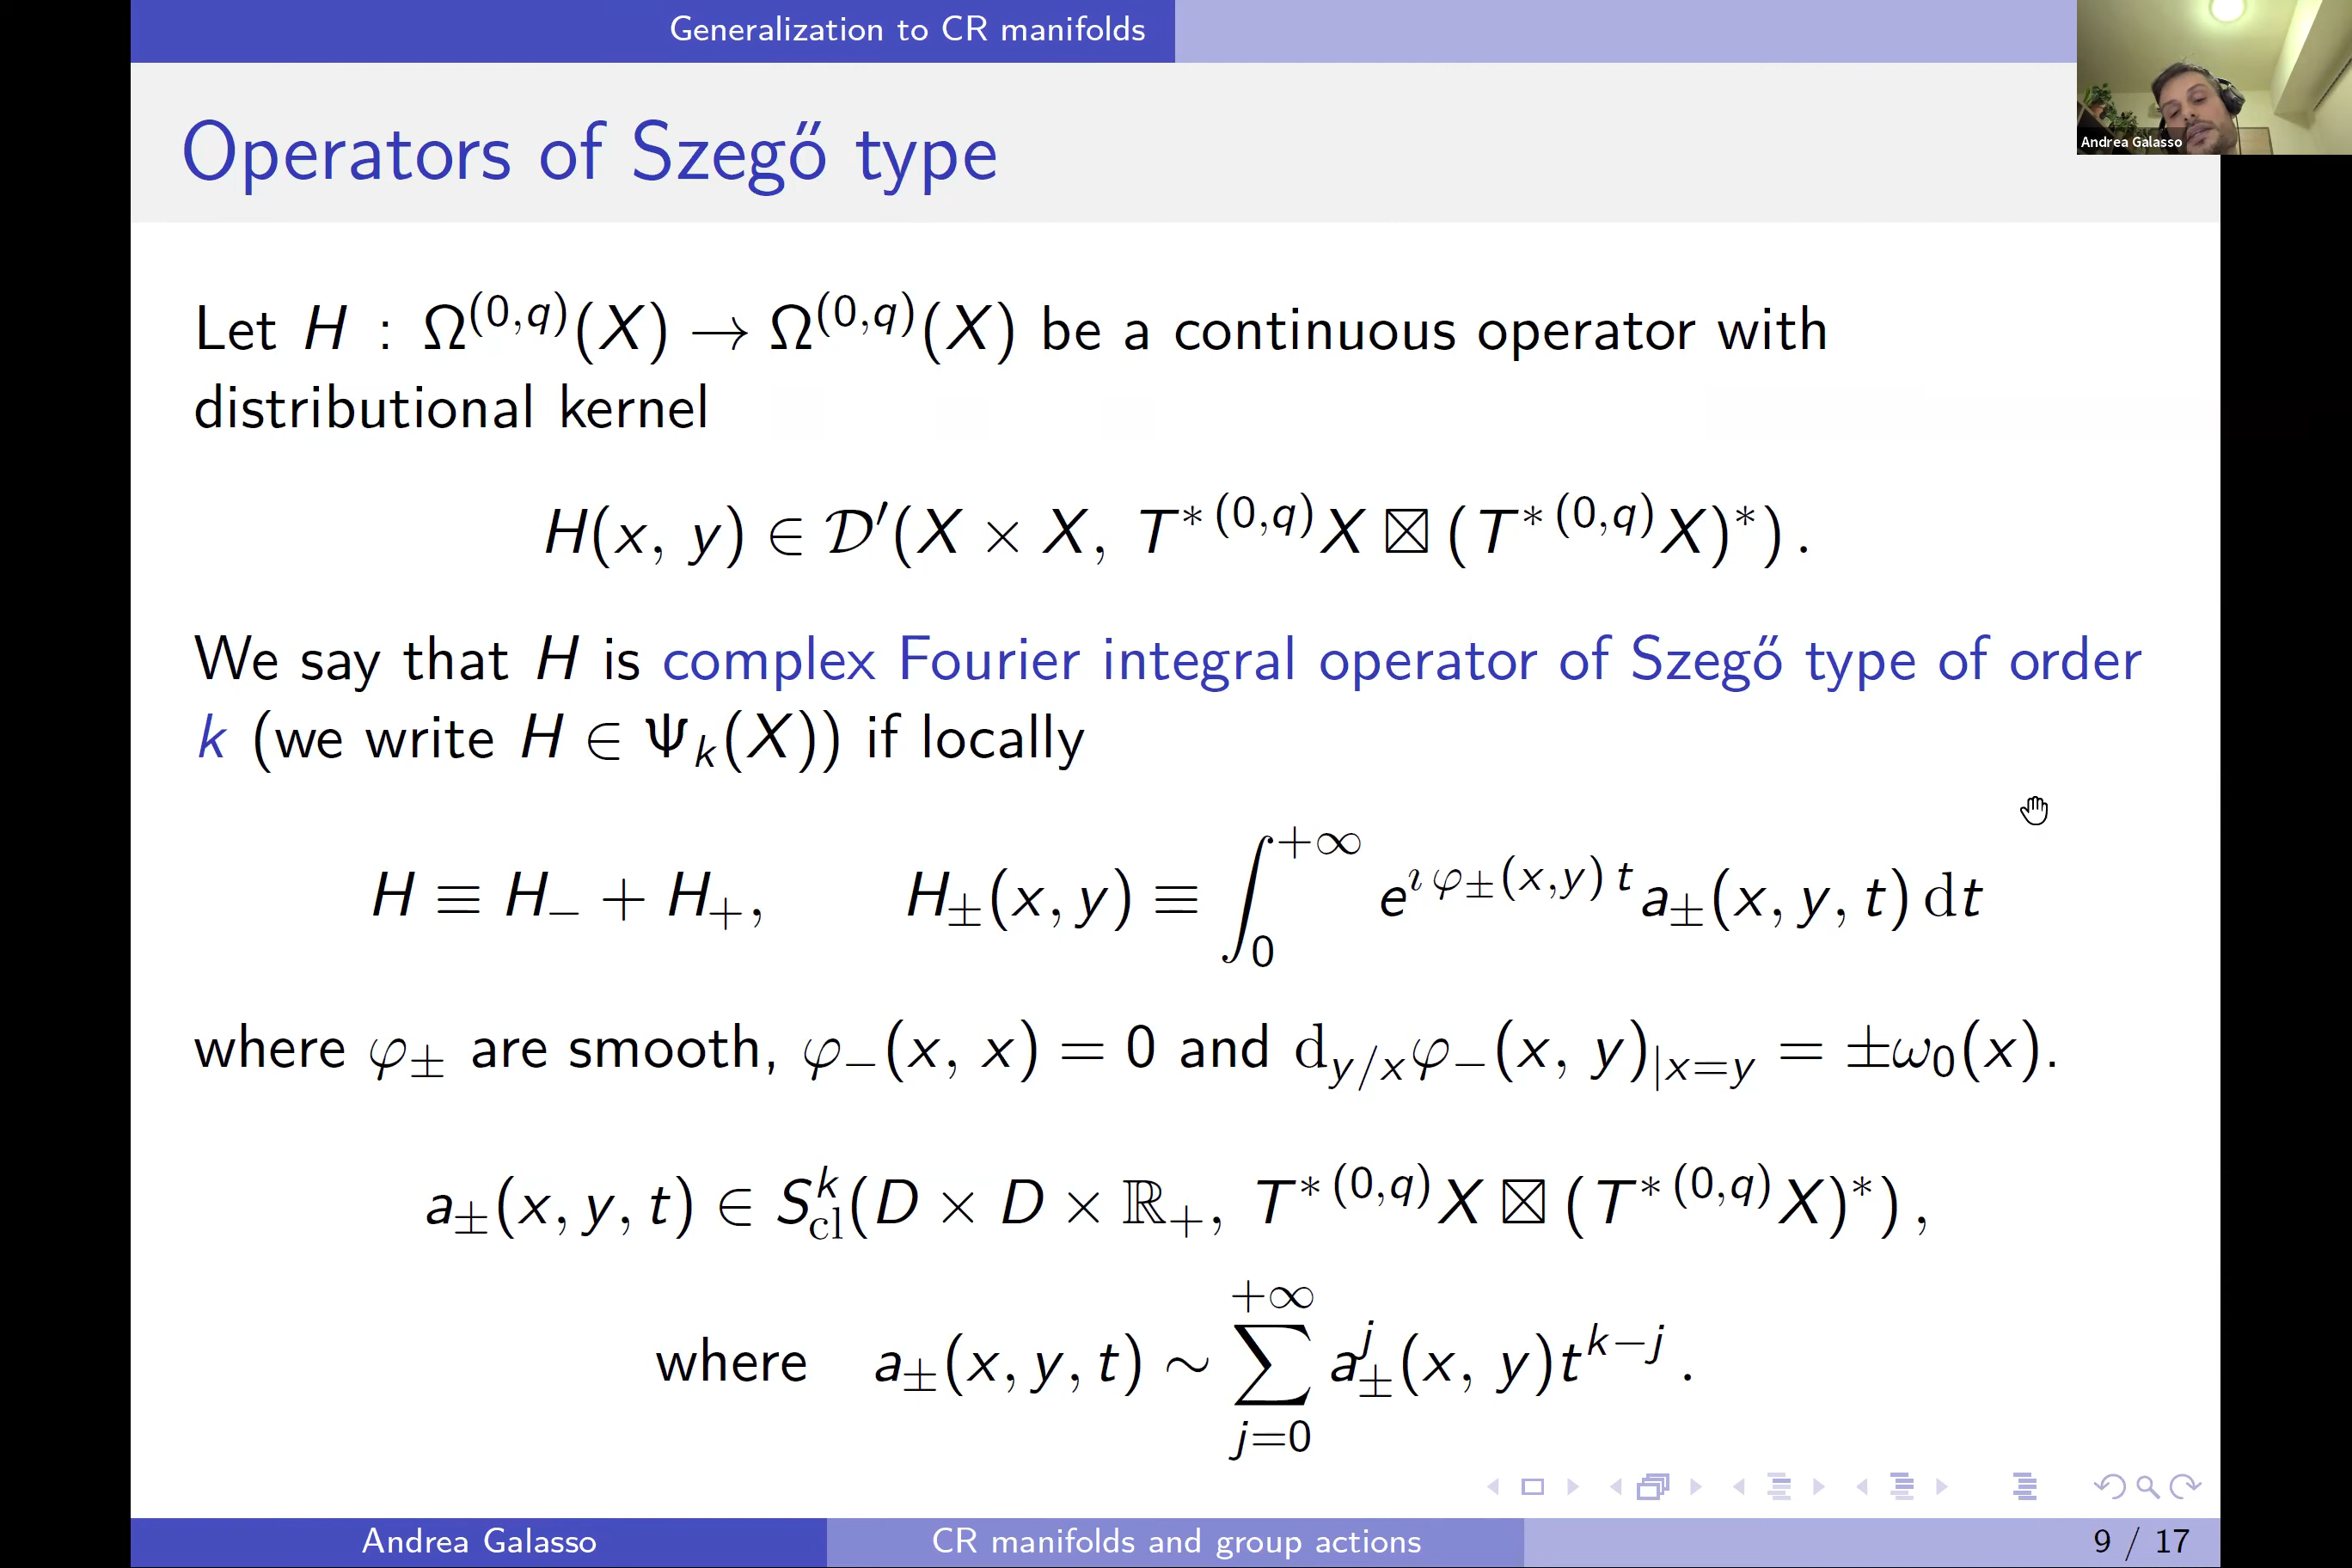 Generalization to CR manifolds
Andrea Galasso
Operators of Szegő type
Let H : Ω^{(0,q)}(X) → Ω^{(0,q)}(X) be a continuous operator with
distributional kernel
H(x, y) ∈ 𝒟′(X × X, T^{*(0,q)}X ⊠ (T^{*(0,q)}X)^*) .
We say that H is complex Fourier integral operator of Szegő type of order
k (we write H ∈ Ψ_k(X)) if locally
H ≡ H_− + H_+, H_±(x, y) ≡ ∫_0^{+∞} e^{ı φ_±(x,y) t} a_±(x, y, t) dt
where φ_± are smooth, φ_−(x, x) = 0 and d_{y/x}φ_−(x, y)_{|x=y} = ±ω_0(x).
a_±(x, y, t) ∈ S^k_{cl}(D × D × ℝ_+, T^{*(0,q)}X ⊠ (T^{*(0,q)}X)^*) ,
where a_±(x, y, t) ∼ ∑_{j=0}^{+∞} a^j_±(x, y)t^{k−j} .
Andrea Galasso CR manifolds and group actions 9 / 17